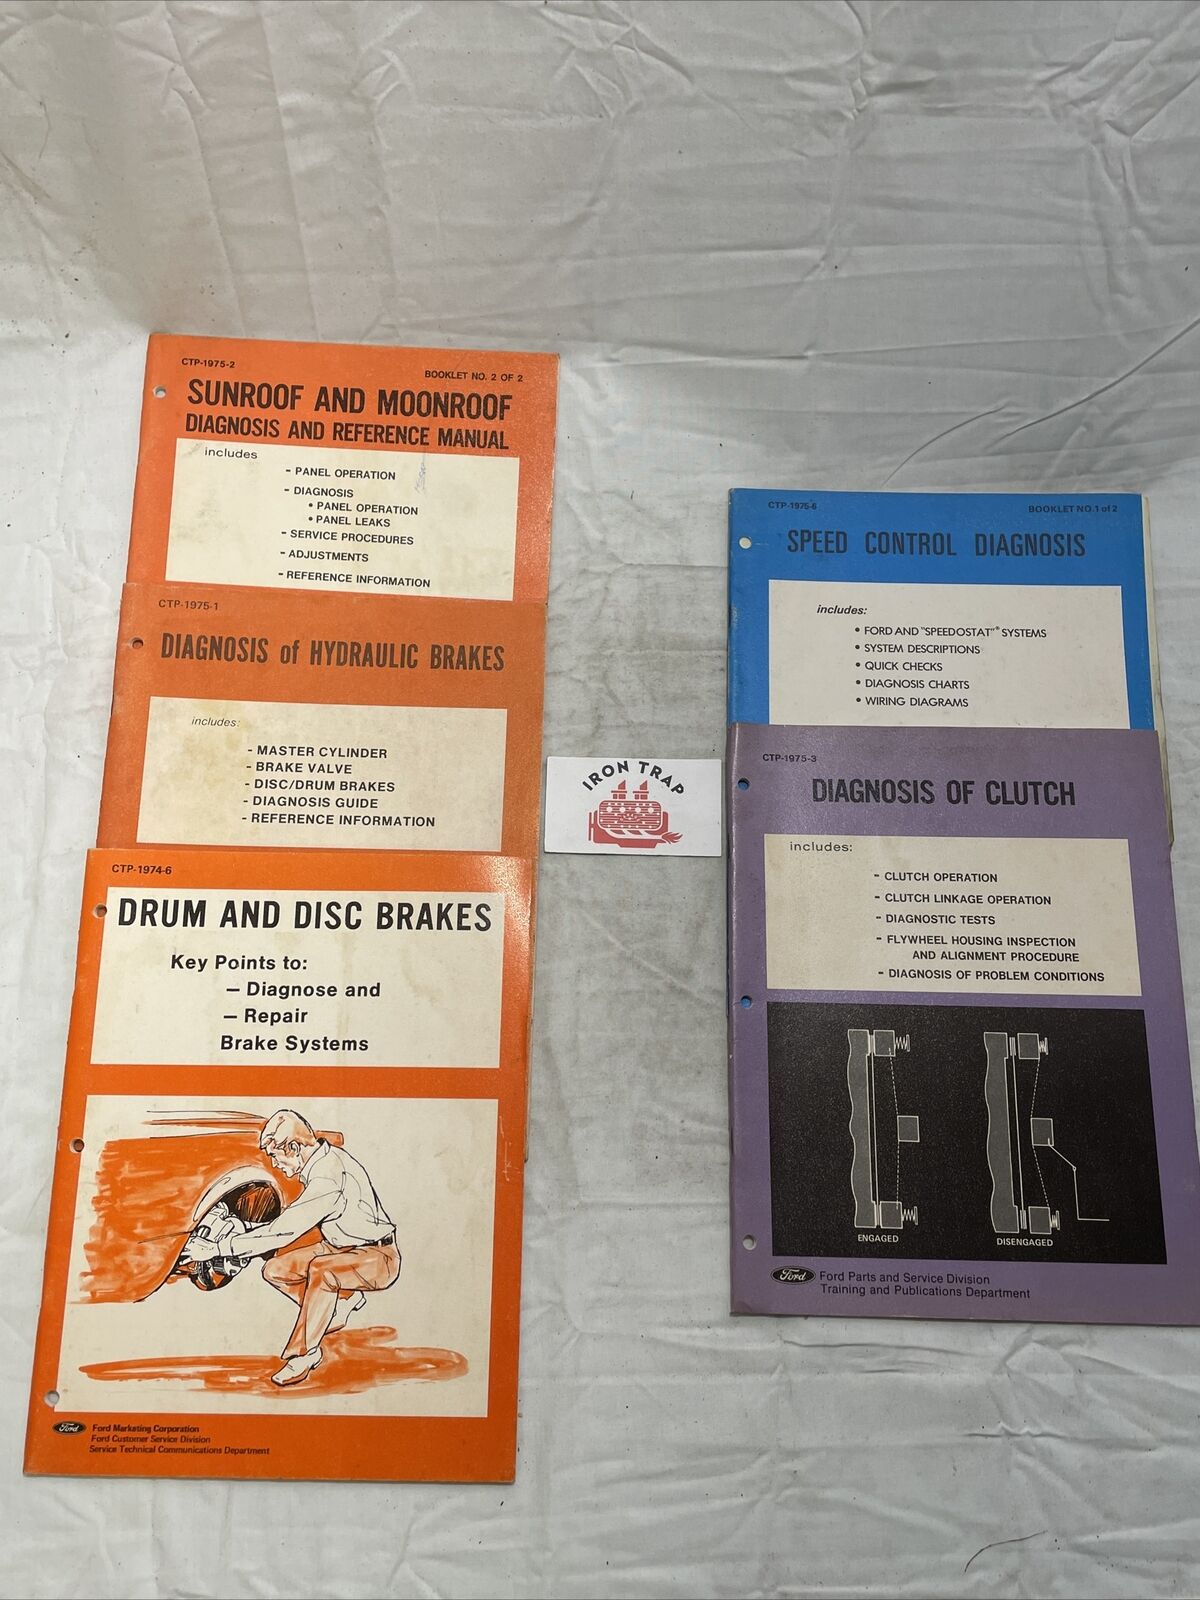 CTP-1975-2
BOOKLET NO. 2 OF 2
SUNROOF AND MOONROOF
DIAGNOSIS AND REFERENCE MANUAL
includes
- PANEL OPERATION
- DIAGNOSIS
• PANEL OPERATION
• PANEL LEAKS
- SERVICE PROCEDURES
- ADJUSTMENTS
- REFERENCE INFORMATION
CTP-1975-1
DIAGNOSIS of HYDRAULIC BRAKES
includes:
- MASTER CYLINDER
- BRAKE VALVE
- DISC/DRUM BRAKES
- DIAGNOSIS GUIDE
- REFERENCE INFORMATION
CTP-1974-6
DRUM AND DISC BRAKES
Key Points to:
– Diagnose and
– Repair
Brake Systems
Ford
Ford Marketing Corporation
Ford Customer Service Division
Service Technical Communications Department
IRON TRAP
CTP-1975-6
BOOKLET NO. 1 of 2
SPEED CONTROL DIAGNOSIS
includes:
• FORD AND "SPEEDOSTAT"® SYSTEMS
• SYSTEM DESCRIPTIONS
• QUICK CHECKS
• DIAGNOSIS CHARTS
• WIRING DIAGRAMS
CTP-1975-3
DIAGNOSIS OF CLUTCH
includes:
- CLUTCH OPERATION
- CLUTCH LINKAGE OPERATION
- DIAGNOSTIC TESTS
- FLYWHEEL HOUSING INSPECTION
AND ALIGNMENT PROCEDURE
- DIAGNOSIS OF PROBLEM CONDITIONS
ENGAGED
DISENGAGED
Ford
Ford Parts and Service Division
Training and Publications Department